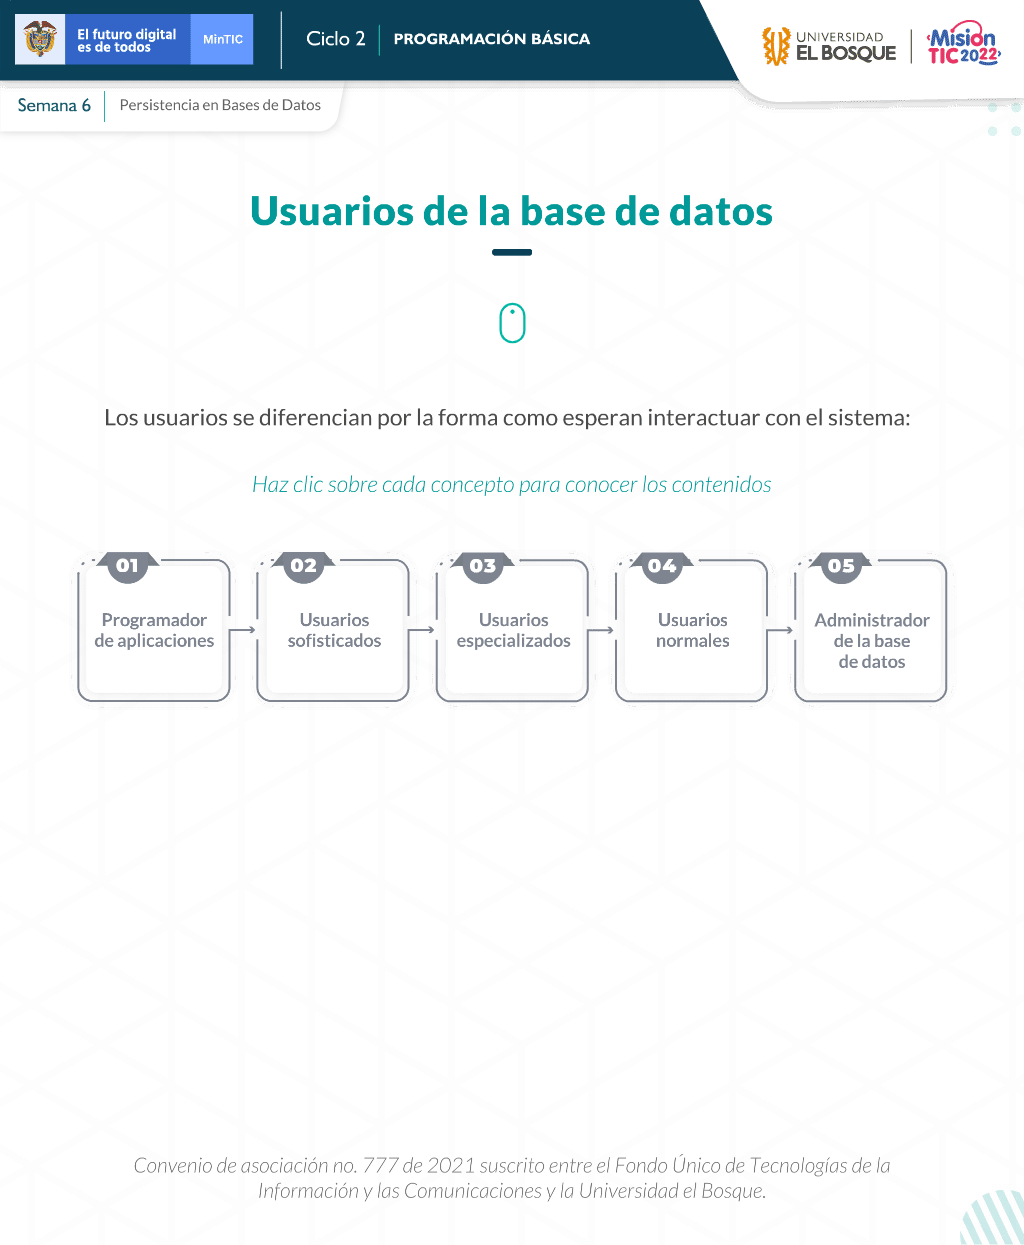 El futuro digital
es de todos
MinTIC
Ciclo 2
PROGRAMACIÓN BÁSICA
UNIVERSIDAD
EL BOSQUE
Misión
TIC 2022
Semana 6
Persistencia en Bases de Datos
Usuarios de la base de datos
Los usuarios se diferencian por la forma como esperan interactuar con el sistema:
Haz clic sobre cada concepto para conocer los contenidos
01
Programador
de aplicaciones
02
Usuarios
sofisticados
03
Usuarios
especializados
04
Usuarios
normales
05
Administrador
de la base
de datos
Convenio de asociación no. 777 de 2021 suscrito entre el Fondo Único de Tecnologías de la
Información y las Comunicaciones y la Universidad el Bosque.